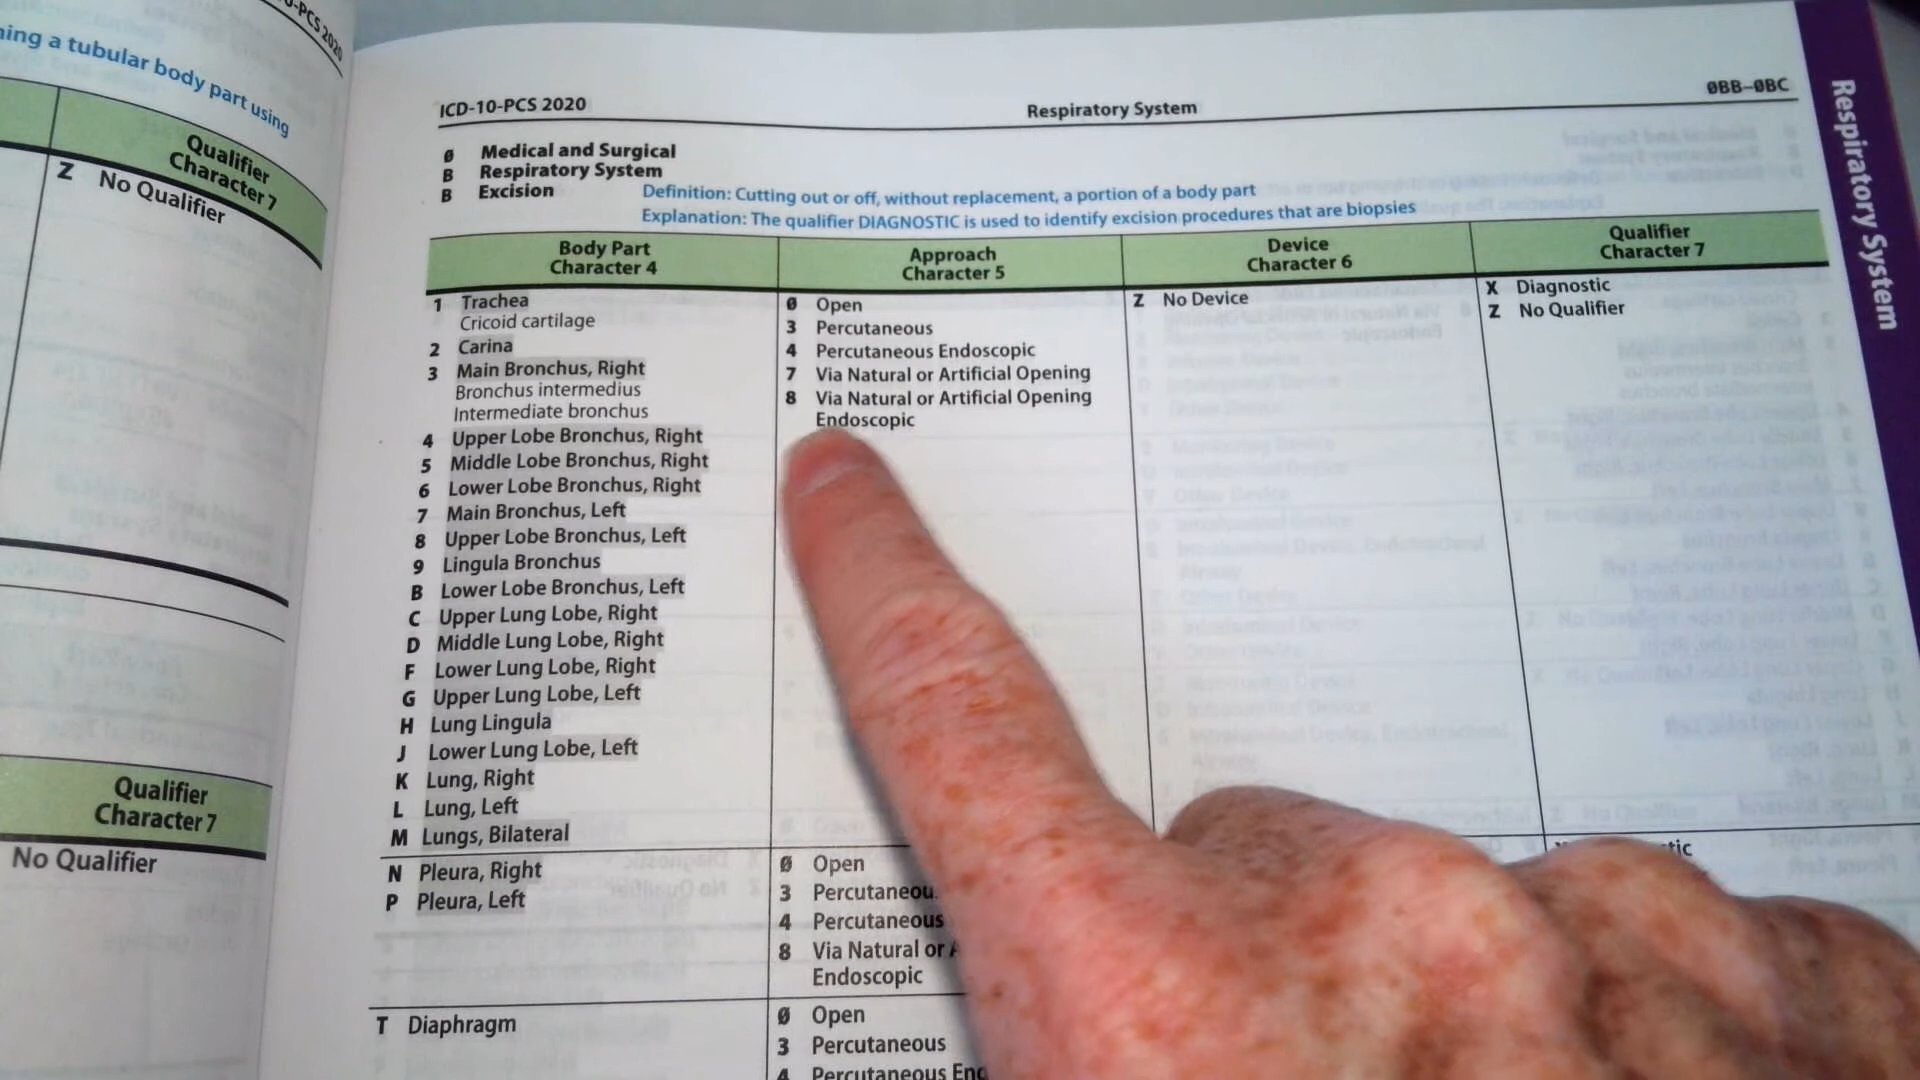 0-PCS 2020
ning a tubular body part using
Qualifier
Character 7
Z No Qualifier
Qualifier
Character 7
No Qualifier
ICD-10-PCS 2020
Respiratory System
ØBB–ØBC
Respiratory System
Ø Medical and Surgical
B Respiratory System
B Excision Definition: Cutting out or off, without replacement, a portion of a body part
Explanation: The qualifier DIAGNOSTIC is used to identify excision procedures that are biopsies
Body Part
Character 4
Approach
Character 5
Device
Character 6
Qualifier
Character 7
1 Trachea
Cricoid cartilage
2 Carina
3 Main Bronchus, Right
Bronchus intermedius
Intermediate bronchus
4 Upper Lobe Bronchus, Right
5 Middle Lobe Bronchus, Right
6 Lower Lobe Bronchus, Right
7 Main Bronchus, Left
8 Upper Lobe Bronchus, Left
9 Lingula Bronchus
B Lower Lobe Bronchus, Left
C Upper Lung Lobe, Right
D Middle Lung Lobe, Right
F Lower Lung Lobe, Right
G Upper Lung Lobe, Left
H Lung Lingula
J Lower Lung Lobe, Left
K Lung, Right
L Lung, Left
M Lungs, Bilateral
Ø Open
3 Percutaneous
4 Percutaneous Endoscopic
7 Via Natural or Artificial Opening
8 Via Natural or Artificial Opening
Endoscopic
Z No Device
X Diagnostic
Z No Qualifier
N Pleura, Right
P Pleura, Left
Ø Open
3 Percutaneou
4 Percutaneous
8 Via Natural or A
Endoscopic
tic
T Diaphragm
Ø Open
3 Percutaneous
4 Percutaneous End